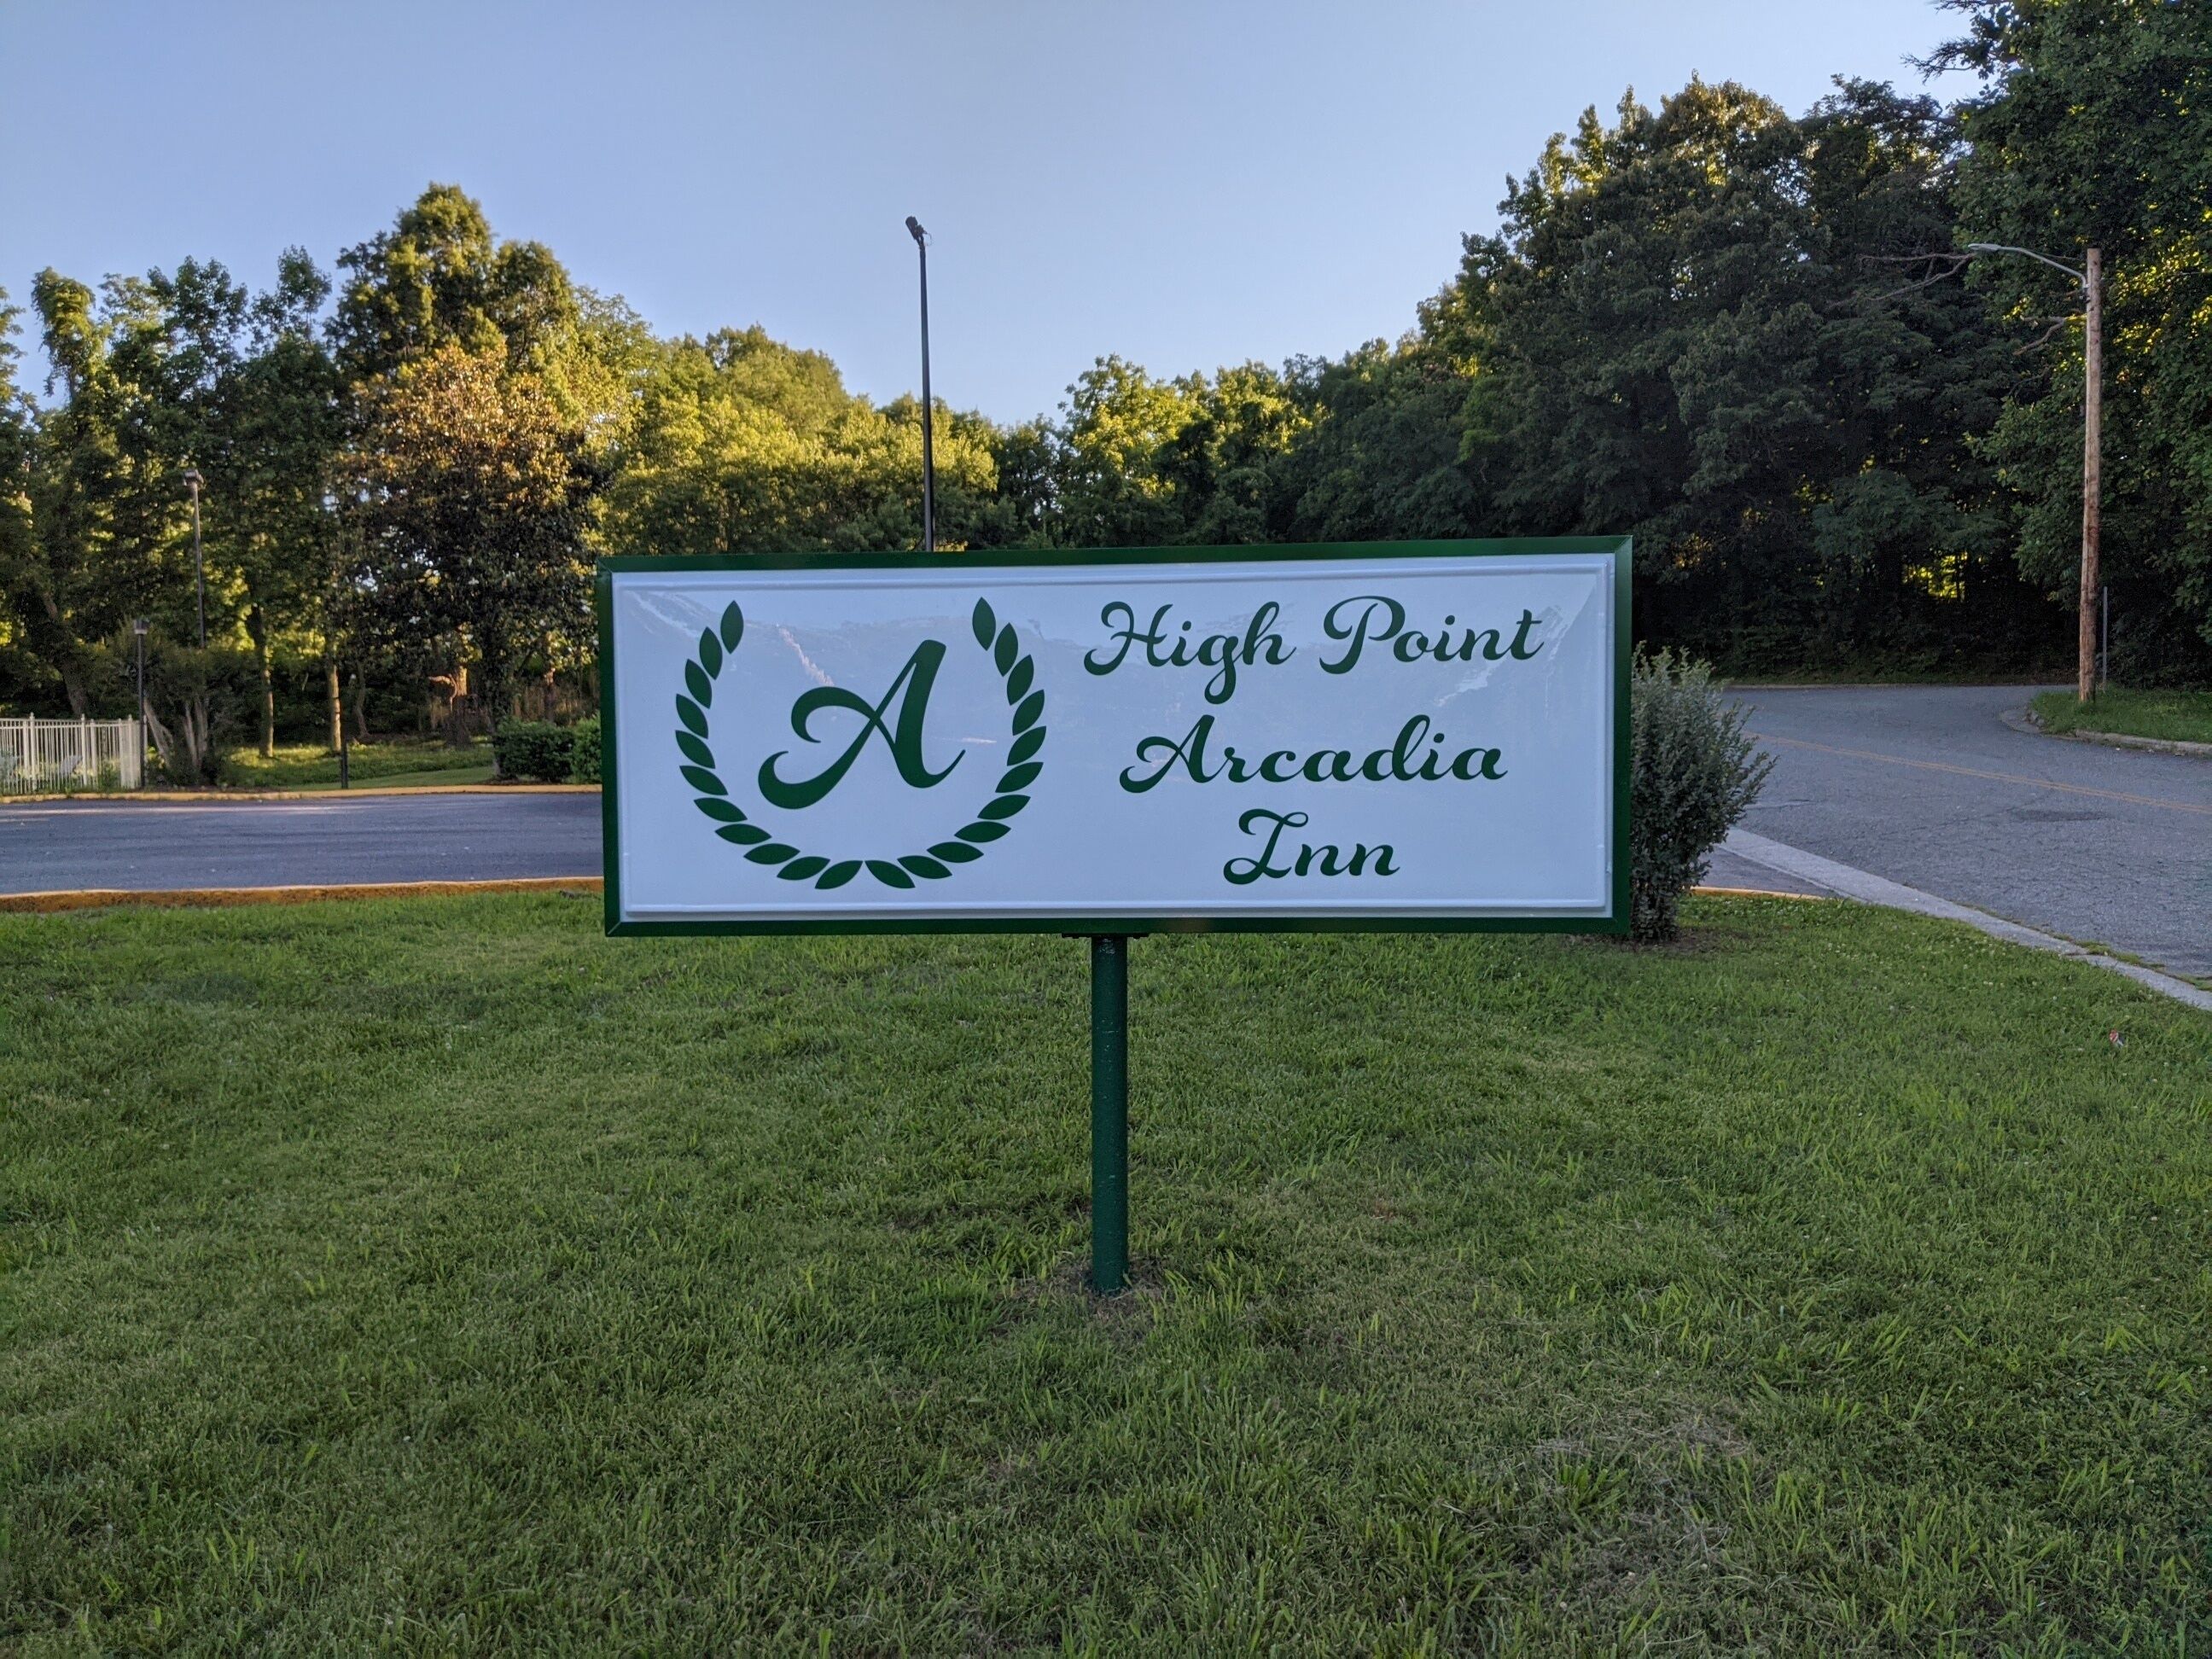 A
High Point
Arcadia
Inn